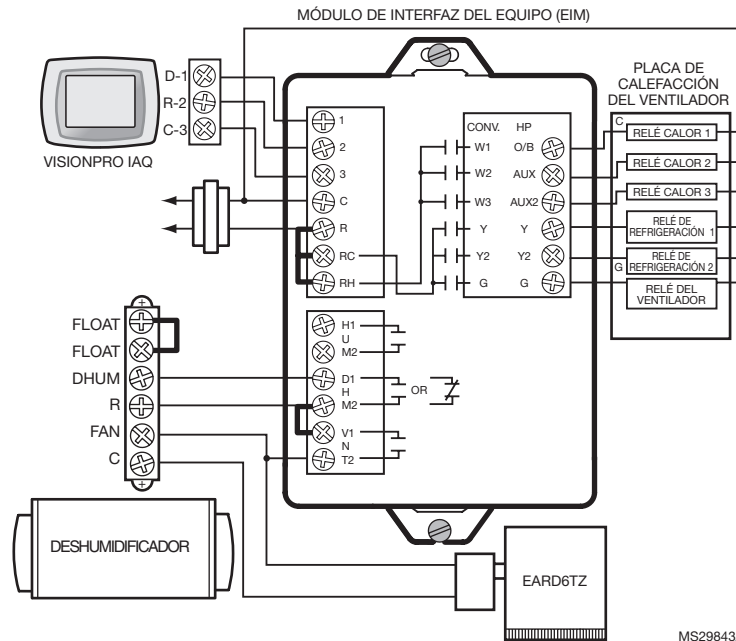 MÓDULO DE INTERFAZ DEL EQUIPO (EIM)
VISIONPRO IAQ
D-1
R-2
C-3
1
2
3
C
R
RC
RH
CONV. HP
W1 O/B
W2 AUX
W3 AUX2
Y Y
Y2 Y2
G G
PLACA DE
CALEFACCIÓN
DEL VENTILADOR
C
RELÉ CALOR 1
RELÉ CALOR 2
RELÉ CALOR 3
RELÉ DE
REFRIGERACIÓN 1
RELÉ DE
REFRIGERACIÓN 2
G
RELÉ DEL
VENTILADOR
FLOAT
FLOAT
DHUM
R
FAN
C
H1
U
M2
D1
H
M2
V1
N
T2
OR
DESHUMIDIFICADOR
EARD6TZ
MS29843